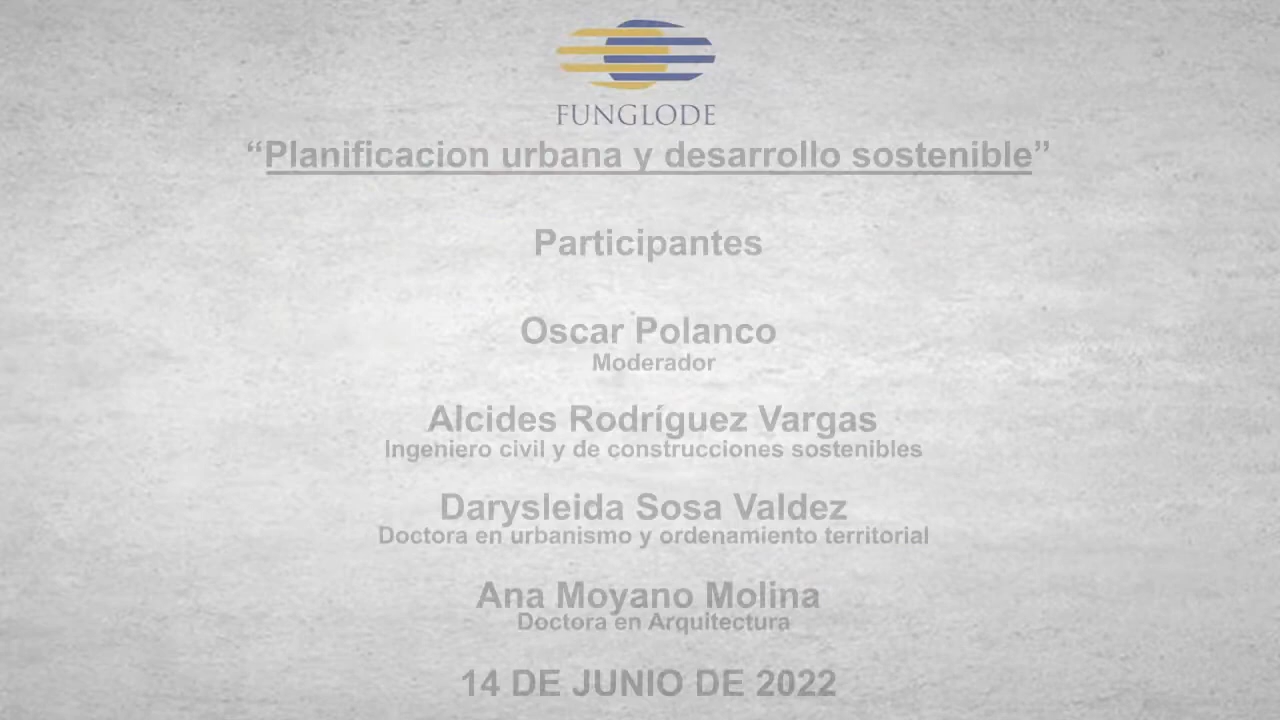 FUNGLODE
“Planificacion urbana y desarrollo sostenible”
Participantes
Oscar Polanco
Moderador
Alcides Rodríguez Vargas
Ingeniero civil y de construcciones sostenibles
Darysleida Sosa Valdez
Doctora en urbanismo y ordenamiento territorial
Ana Moyano Molina
Doctora en Arquitectura
14 DE JUNIO DE 2022